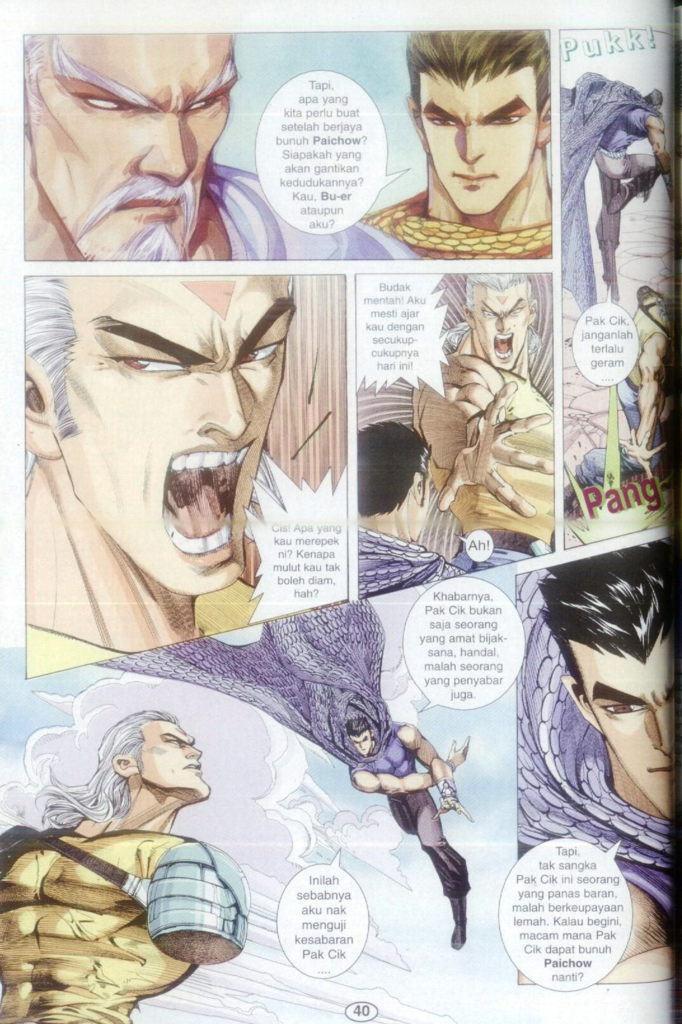 Tapi,
apa yang
kita perlu buat
setelah berjaya
bunuh Paichow?
Siapakah yang
akan gantikan
kedudukannya?
Kau, Bu-er
ataupun
aku?
Pukk!
Pak Cik,
janganlah
terlalu
geram
....
Pang
Cis! Apa yang
kau merepek
ni? Kenapa
mulut kau tak
boleh diam,
hah?
Budak
mentah! Aku
mesti ajar
kau dengan
secukup-
cukupnya
hari ini!
Ah!
Khabarnya,
Pak Cik bukan
saja seorang
yang amat bijak-
sana, handal,
malah seorang
yang penyabar
juga.
Inilah
sebabnya
aku nak
menguji
kesabaran
Pak Cik
....
Tapi,
tak sangka
Pak Cik ini seorang
yang panas baran,
malah berkeupayaan
lemah. Kalau begini,
macam mana Pak
Cik dapat bunuh
Paichow
nanti?
40